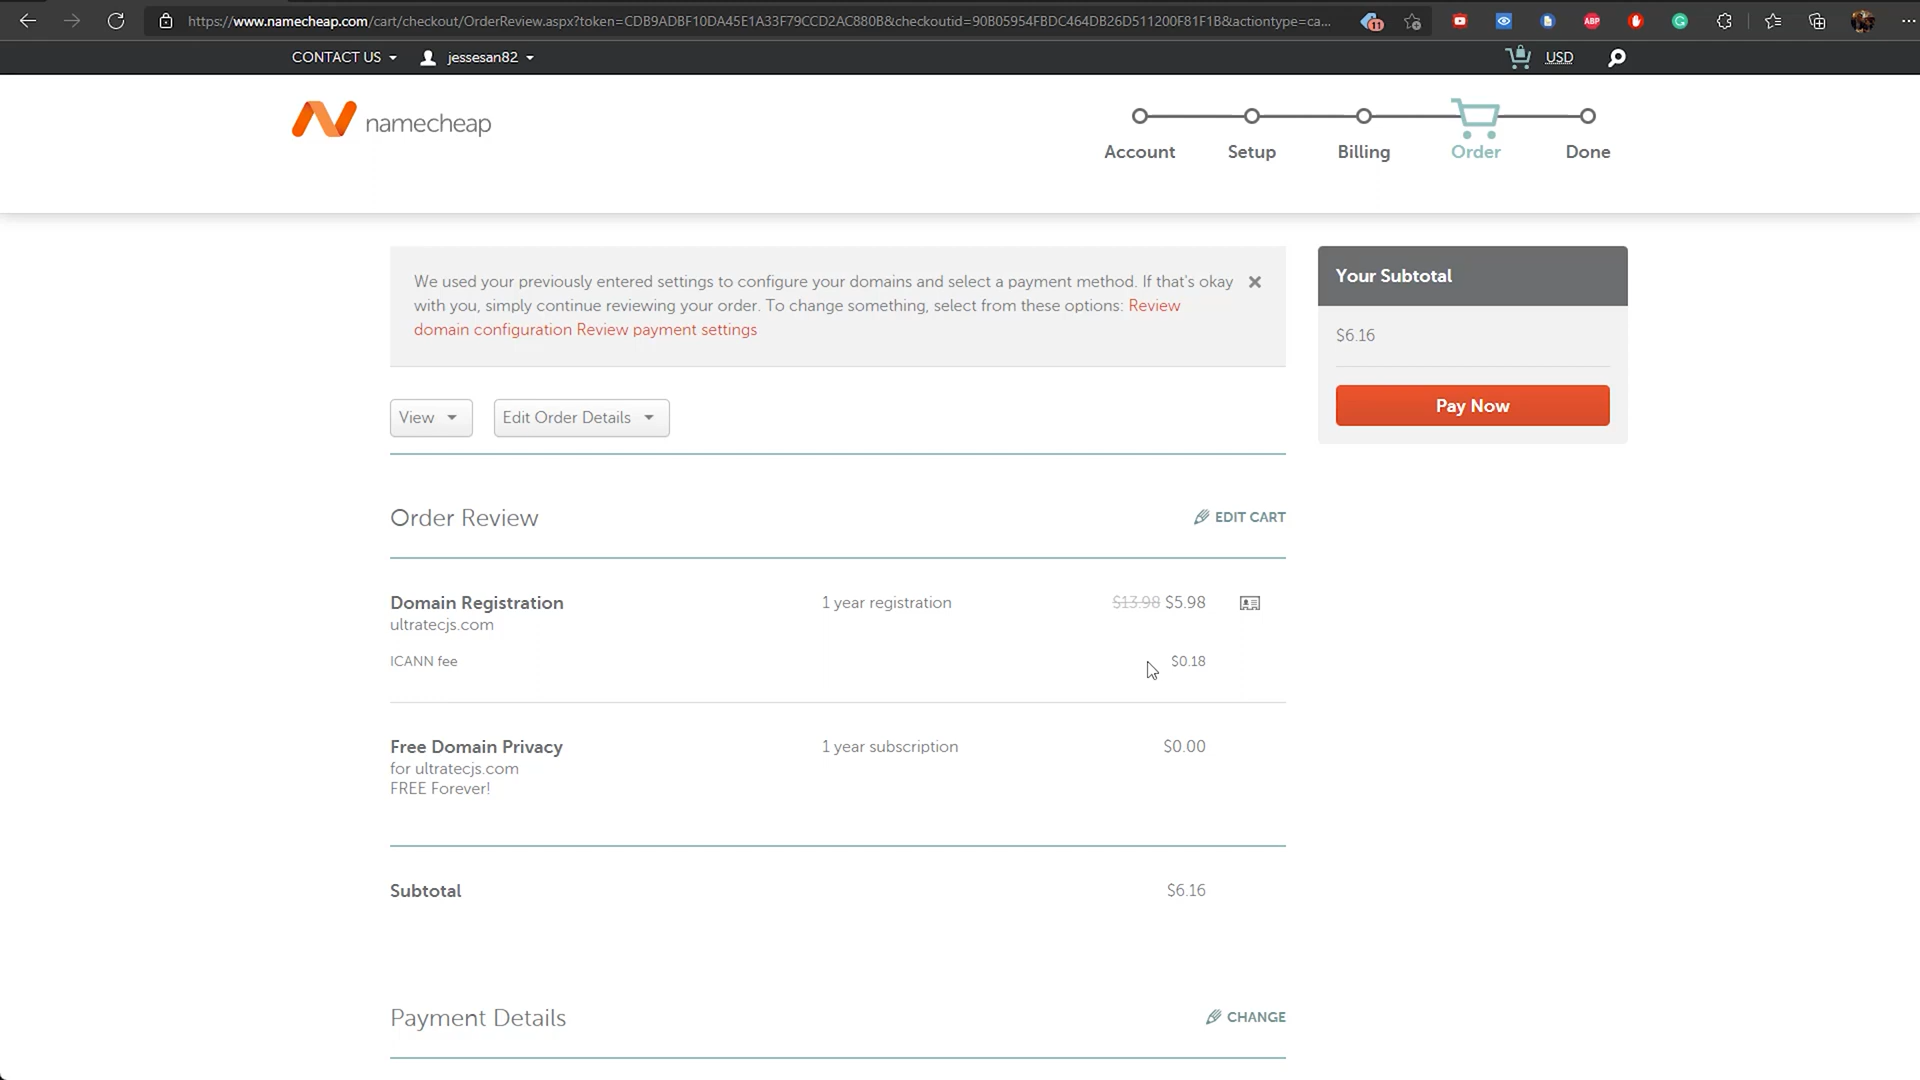 https://www.namecheap.com/cart/checkout/OrderReview.aspx?token=CDB9ADBF10DA45E1A33F79CCD2AC880B&checkoutid=90B05954FBDC464DB26D511200F81F1B&actiontype=ca...
11
ABP
CONTACT US
jessesan82
USD
namecheap
Account
Setup
Billing
Order
Done
We used your previously entered settings to configure your domains and select a payment method. If that's okay
with you, simply continue reviewing your order. To change something, select from these options: Review
domain configuration Review payment settings
Your Subtotal
$6.16
Pay Now
View
Edit Order Details
Order Review
EDIT CART
Domain Registration
1 year registration
$13.98 $5.98
ultratecjs.com
ICANN fee
$0.18
Free Domain Privacy
1 year subscription
$0.00
for ultratecjs.com
FREE Forever!
Subtotal
$6.16
Payment Details
CHANGE